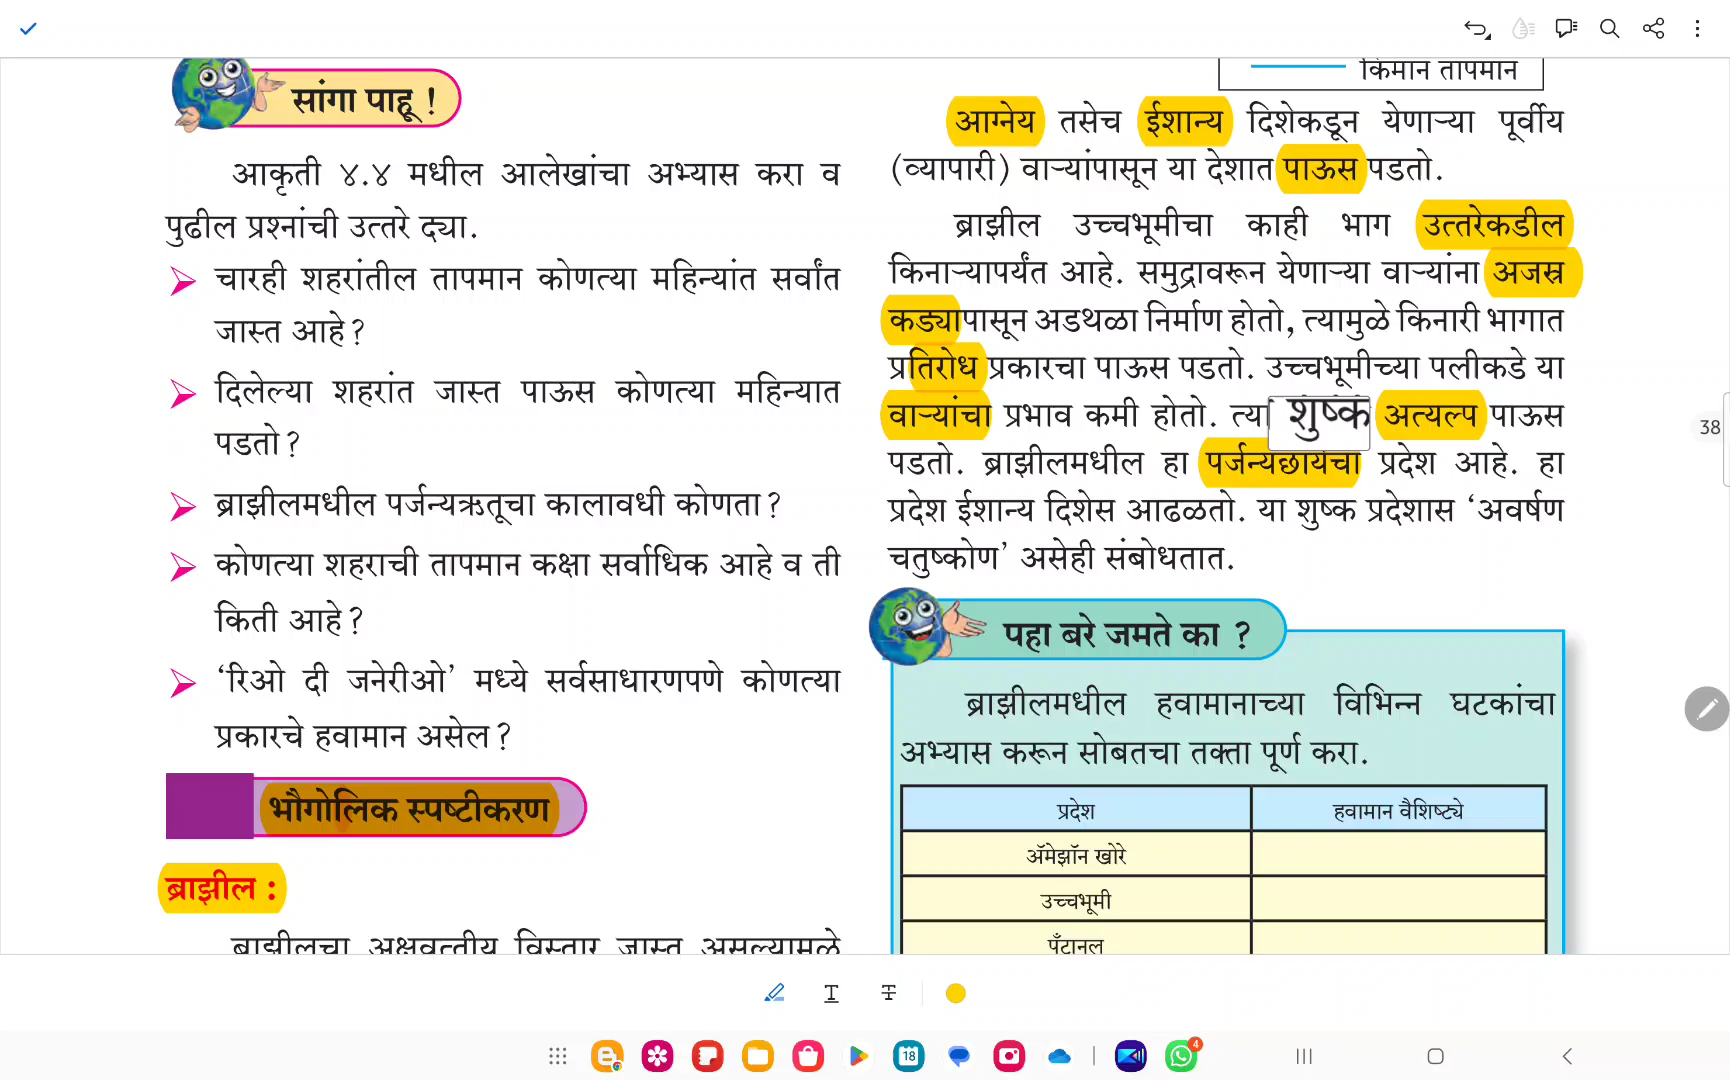 सांगा पाहू !
आकृती ४.४ मधील आलेखांचा अभ्यास करा व
पुढील प्रश्नांची उत्तरे द्या.
चारही शहरांतील तापमान कोणत्या महिन्यांत सर्वांत
जास्त आहे?
दिलेल्या शहरांत जास्त पाऊस कोणत्या महिन्यात
पडतो?
ब्राझीलमधील पर्जन्यऋतूचा कालावधी कोणता?
कोणत्या शहराची तापमान कक्षा सर्वाधिक आहे व ती
किती आहे?
‘रिओ दी जनेरीओ’ मध्ये सर्वसाधारणपणे कोणत्या
प्रकारचे हवामान असेल?
भौगोलिक स्पष्टीकरण
ब्राझील :
ब्राझीलचा अक्षवृत्तीय विस्तार जास्त असल्यामुळे
किमान तापमान
आग्नेय तसेच ईशान्य दिशेकडून येणाऱ्या पूर्वीय
(व्यापारी) वाऱ्यांपासून या देशात पाऊस पडतो.
ब्राझील उच्चभूमीचा काही भाग उत्तरेकडील
किनाऱ्यापर्यंत आहे. समुद्रावरून येणाऱ्या वाऱ्यांना अजस्र
कड्यापासून अडथळा निर्माण होतो, त्यामुळे किनारी भागात
प्रतिरोध प्रकारचा पाऊस पडतो. उच्चभूमीच्या पलीकडे या
वाऱ्यांचा प्रभाव कमी होतो. त्या शुष्क अत्यल्प पाऊस
पडतो. ब्राझीलमधील हा पर्जन्यछायेचा प्रदेश आहे. हा
प्रदेश ईशान्य दिशेस आढळतो. या शुष्क प्रदेशास ‘अवर्षण
चतुष्कोण’ असेही संबोधतात.
38
पहा बरे जमते का ?
ब्राझीलमधील हवामानाच्या विभिन्न घटकांचा
अभ्यास करून सोबतचा तक्ता पूर्ण करा.
प्रदेश हवामान वैशिष्ट्ये
ॲमेझॉन खोरे
उच्चभूमी
पँटानल
T T
18
4